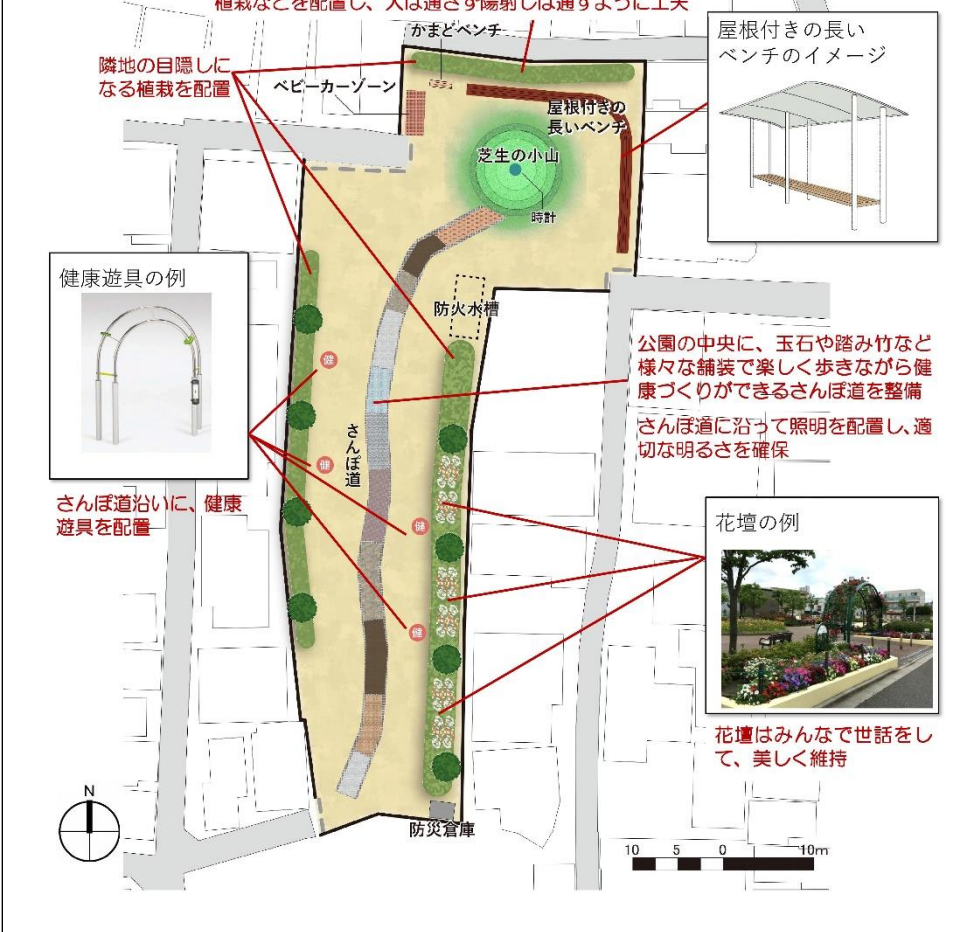 植栽などを配置し、人は通さず陽射しは通すように工夫
かまどベンチ
屋根付きの長い
ベンチのイメージ
隣地の目隠しに
なる植栽を配置
ベビーカーゾーン
屋根付きの
長いベンチ
芝生の小山
時計
健康遊具の例
防火水槽
公園の中央に、玉石や踏み竹など
様々な舗装で楽しく歩きながら健
康づくりができるさんぽ道を整備
さんぽ道に沿って照明を配置し、適
切な明るさを確保
健
さんぽ道
健
さんぽ道沿いに、健康
遊具を配置
健
花壇の例
健
花壇はみんなで世話をし
て、美しく維持
N
防災倉庫
10 5 0 10m